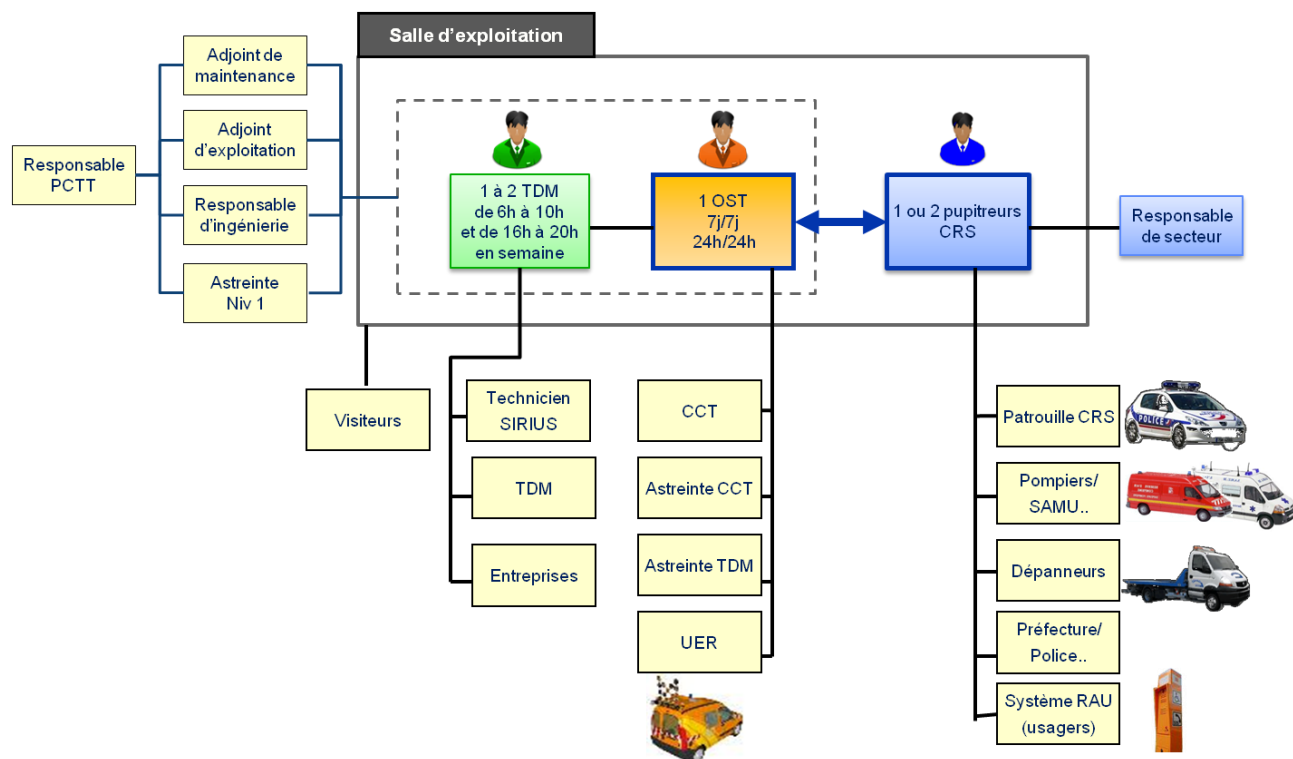 Salle d'exploitation
Adjoint de
maintenance
Adjoint
d'exploitation
Responsable
PCTT
Responsable
d'ingénierie
Astreinte
Niv 1
1 à 2 TDM
de 6h à 10h
et de 16h à 20h
en semaine
1 OST
7j/7j
24h/24h
1 ou 2 pupitreurs
CRS
Responsable
de secteur
Visiteurs
Technicien
SIRIUS
TDM
Entreprises
CCT
Astreinte CCT
Astreinte TDM
UER
Patrouille CRS
POLICE
Pompiers/
SAMU..
Dépanneurs
Préfecture/
Police..
Système RAU
(usagers)